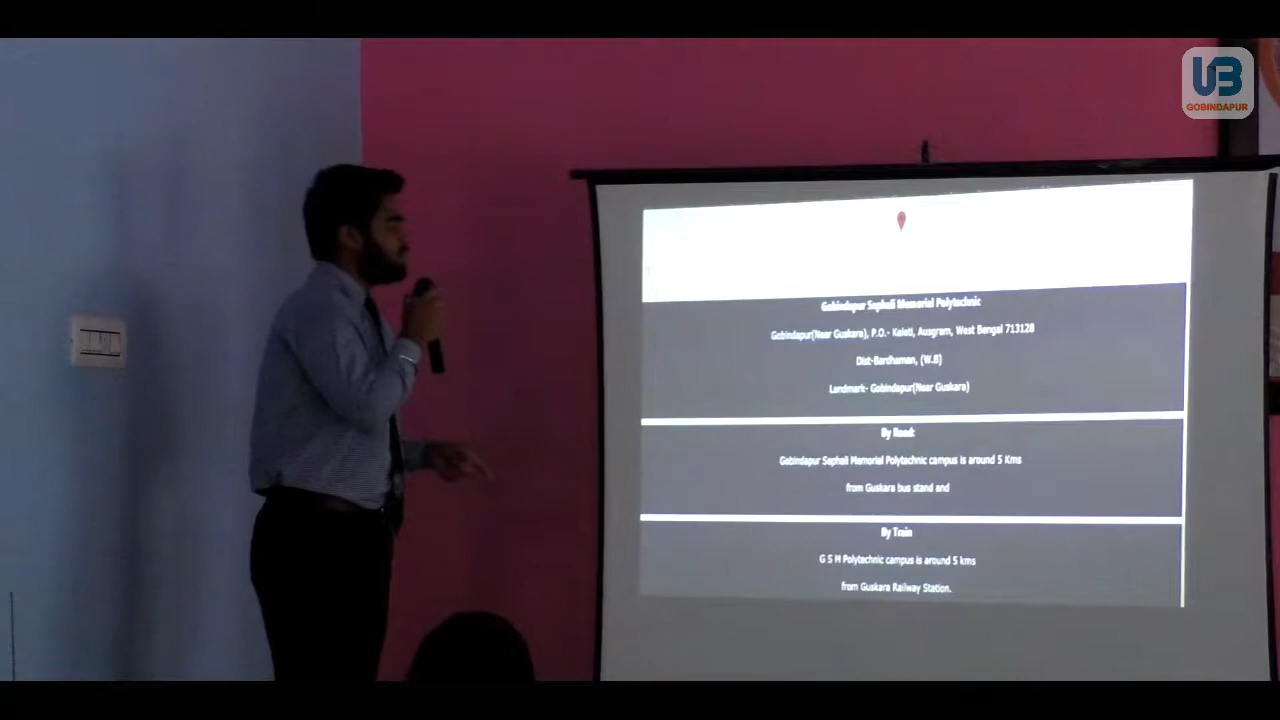 UB
GOBINDAPUR
Gobindapur Sephali Memorial Polytechnic
Gobindapur(Near Guskara), P.O.- Keleti, Ausgram, West Bengal 713128
Dist-Bardhaman, (W.B)
Landmark- Gobindapur(Near Guskara)
By Road:
Gobindapur Sephali Memorial Polytechnic campus is around 5 Kms
from Guskara bus stand and
By Train
G S M Polytechnic campus is around 5 kms
from Guskara Railway Station.